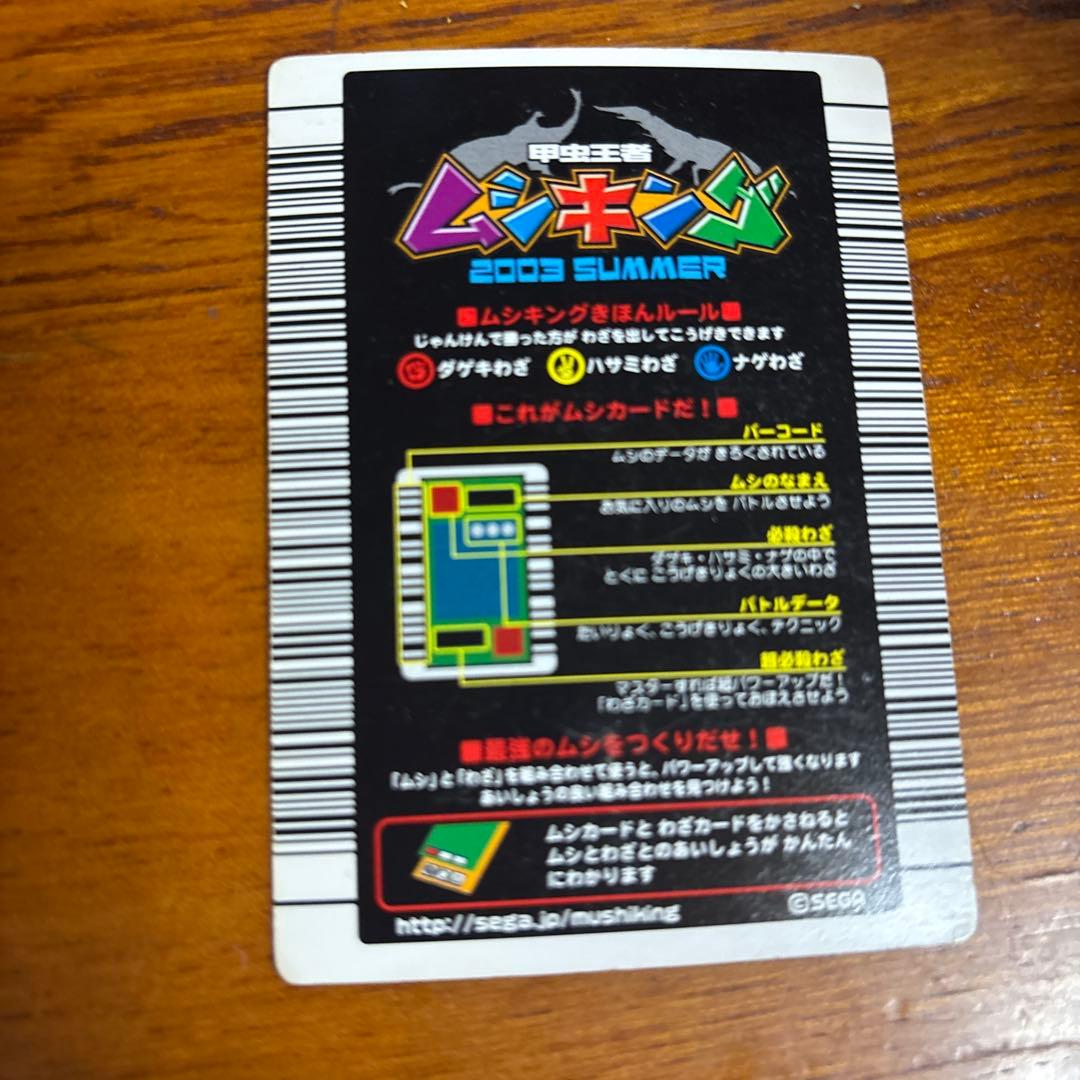 甲虫王者
ムシキング
2003 SUMMER
ムシキングきほんルール
じゃんけんで勝った方が わざを出してこうげきできます
ダゲキわざ ハサミわざ ナゲわざ
これがムシカードだ！
バーコード
ムシのデータが きろくされている
ムシのなまえ
お気に入りのムシを バトルさせよう
必殺わざ
ダゲキ・ハサミ・ナゲの中で
とくに こうげきりょくの大きいわざ
バトルデータ
たいりょく、こうげきりょく、テクニック
超必殺わざ
マスターすれば超パワーアップだ！
「わざカード」を使っておぼえさせよう
最強のムシをつくりだせ！
「ムシ」と「わざ」を組み合わせて使うと、パワーアップして強くなります
あいしょうの良い組み合わせを見つけよう！
ムシカードと わざカードをかさねると
ムシとわざとのあいしょうが かんたん
にわかります
http://sega.jp/mushiking
©SEGA